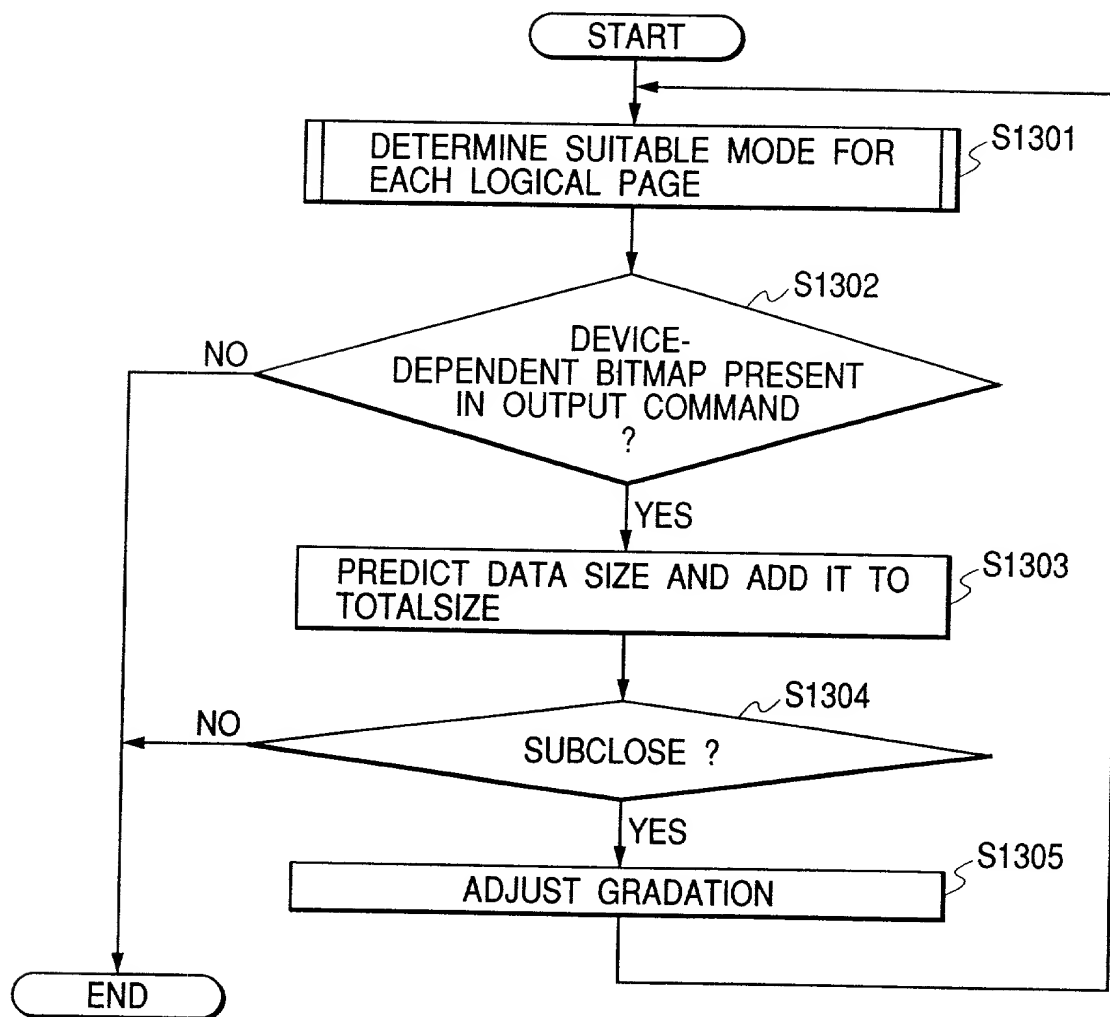 START
DETERMINE SUITABLE MODE FOR
EACH LOGICAL PAGE
S1301
S1302
DEVICE-
DEPENDENT BITMAP PRESENT
IN OUTPUT COMMAND
?
NO
YES
PREDICT DATA SIZE AND ADD IT TO
TOTALSIZE
S1303
S1304
SUBCLOSE ?
NO
YES
ADJUST GRADATION
S1305
END